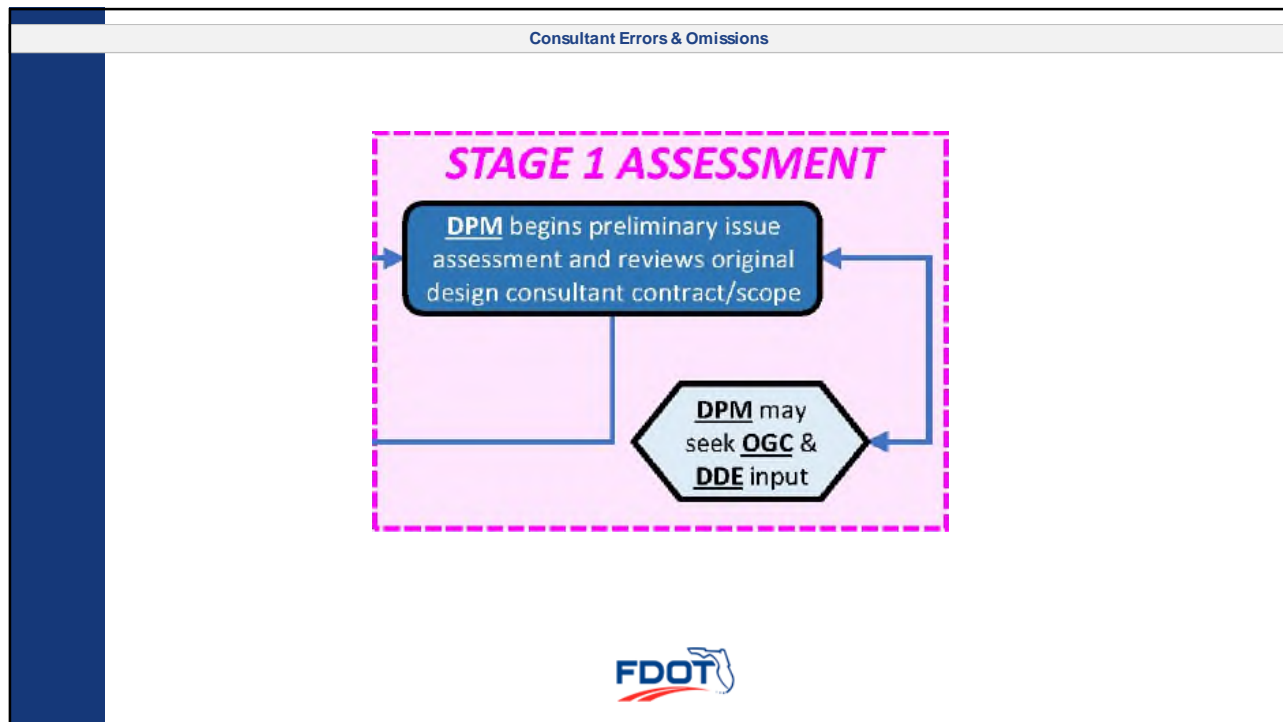 Consultant Errors & Omissions
STAGE 1 ASSESSMENT
DPM begins preliminary issue
assessment and reviews original
design consultant contract/scope
DPM may
seek OGC &
DDE input
FDOT